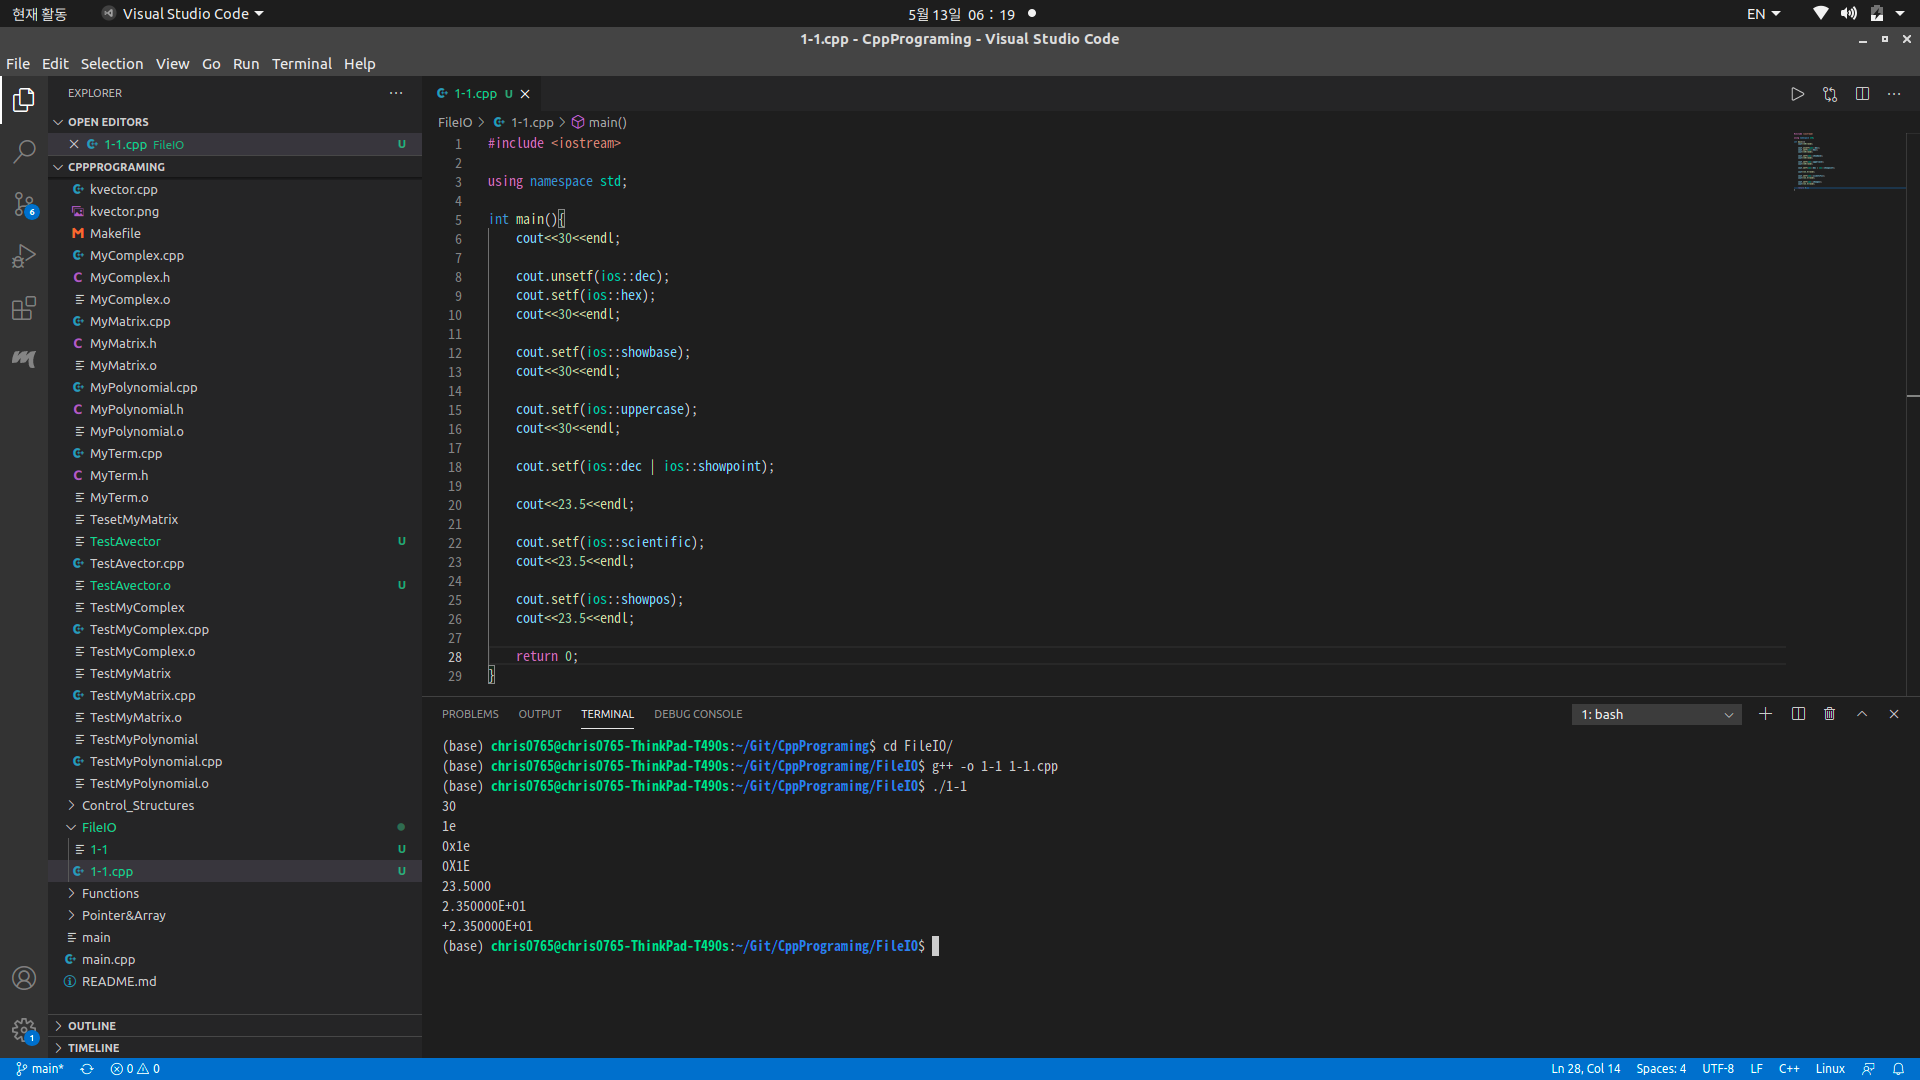 현재 활동
Visual Studio Code
5월 13일 06 : 19
EN
1-1.cpp - CppPrograming - Visual Studio Code
File Edit Selection View Go Run Terminal Help
EXPLORER
OPEN EDITORS
1-1.cpp FileIO U
CPPPROGRAMING
kvector.cpp
kvector.png
Makefile
MyComplex.cpp
MyComplex.h
MyComplex.o
MyMatrix.cpp
MyMatrix.h
MyMatrix.o
MyPolynomial.cpp
MyPolynomial.h
MyPolynomial.o
MyTerm.cpp
MyTerm.h
MyTerm.o
TesetMyMatrix
TestAvector U
TestAvector.cpp
TestAvector.o U
TestMyComplex
TestMyComplex.cpp
TestMyComplex.o
TestMyMatrix
TestMyMatrix.cpp
TestMyMatrix.o
TestMyPolynomial
TestMyPolynomial.cpp
TestMyPolynomial.o
Control_Structures
FileIO
1-1 U
1-1.cpp U
Functions
Pointer&Array
main
main.cpp
README.md
OUTLINE
TIMELINE
6
1
1-1.cpp U
FileIO > 1-1.cpp > main()
1 #include <iostream>
2
3 using namespace std;
4
5 int main(){
6 cout<<30<<endl;
7
8 cout.unsetf(ios::dec);
9 cout.setf(ios::hex);
10 cout<<30<<endl;
11
12 cout.setf(ios::showbase);
13 cout<<30<<endl;
14
15 cout.setf(ios::uppercase);
16 cout<<30<<endl;
17
18 cout.setf(ios::dec | ios::showpoint);
19
20 cout<<23.5<<endl;
21
22 cout.setf(ios::scientific);
23 cout<<23.5<<endl;
24
25 cout.setf(ios::showpos);
26 cout<<23.5<<endl;
27
28 return 0;
29 }
PROBLEMS OUTPUT TERMINAL DEBUG CONSOLE
1: bash
(base) chris0765@chris0765-ThinkPad-T490s:~/Git/CppPrograming$ cd FileIO/
(base) chris0765@chris0765-ThinkPad-T490s:~/Git/CppPrograming/FileIO$ g++ -o 1-1 1-1.cpp
(base) chris0765@chris0765-ThinkPad-T490s:~/Git/CppPrograming/FileIO$ ./1-1
30
1e
0x1e
0X1E
23.5000
2.350000E+01
+2.350000E+01
(base) chris0765@chris0765-ThinkPad-T490s:~/Git/CppPrograming/FileIO$
main* 0 0
Ln 28, Col 14 Spaces: 4 UTF-8 LF C++ Linux